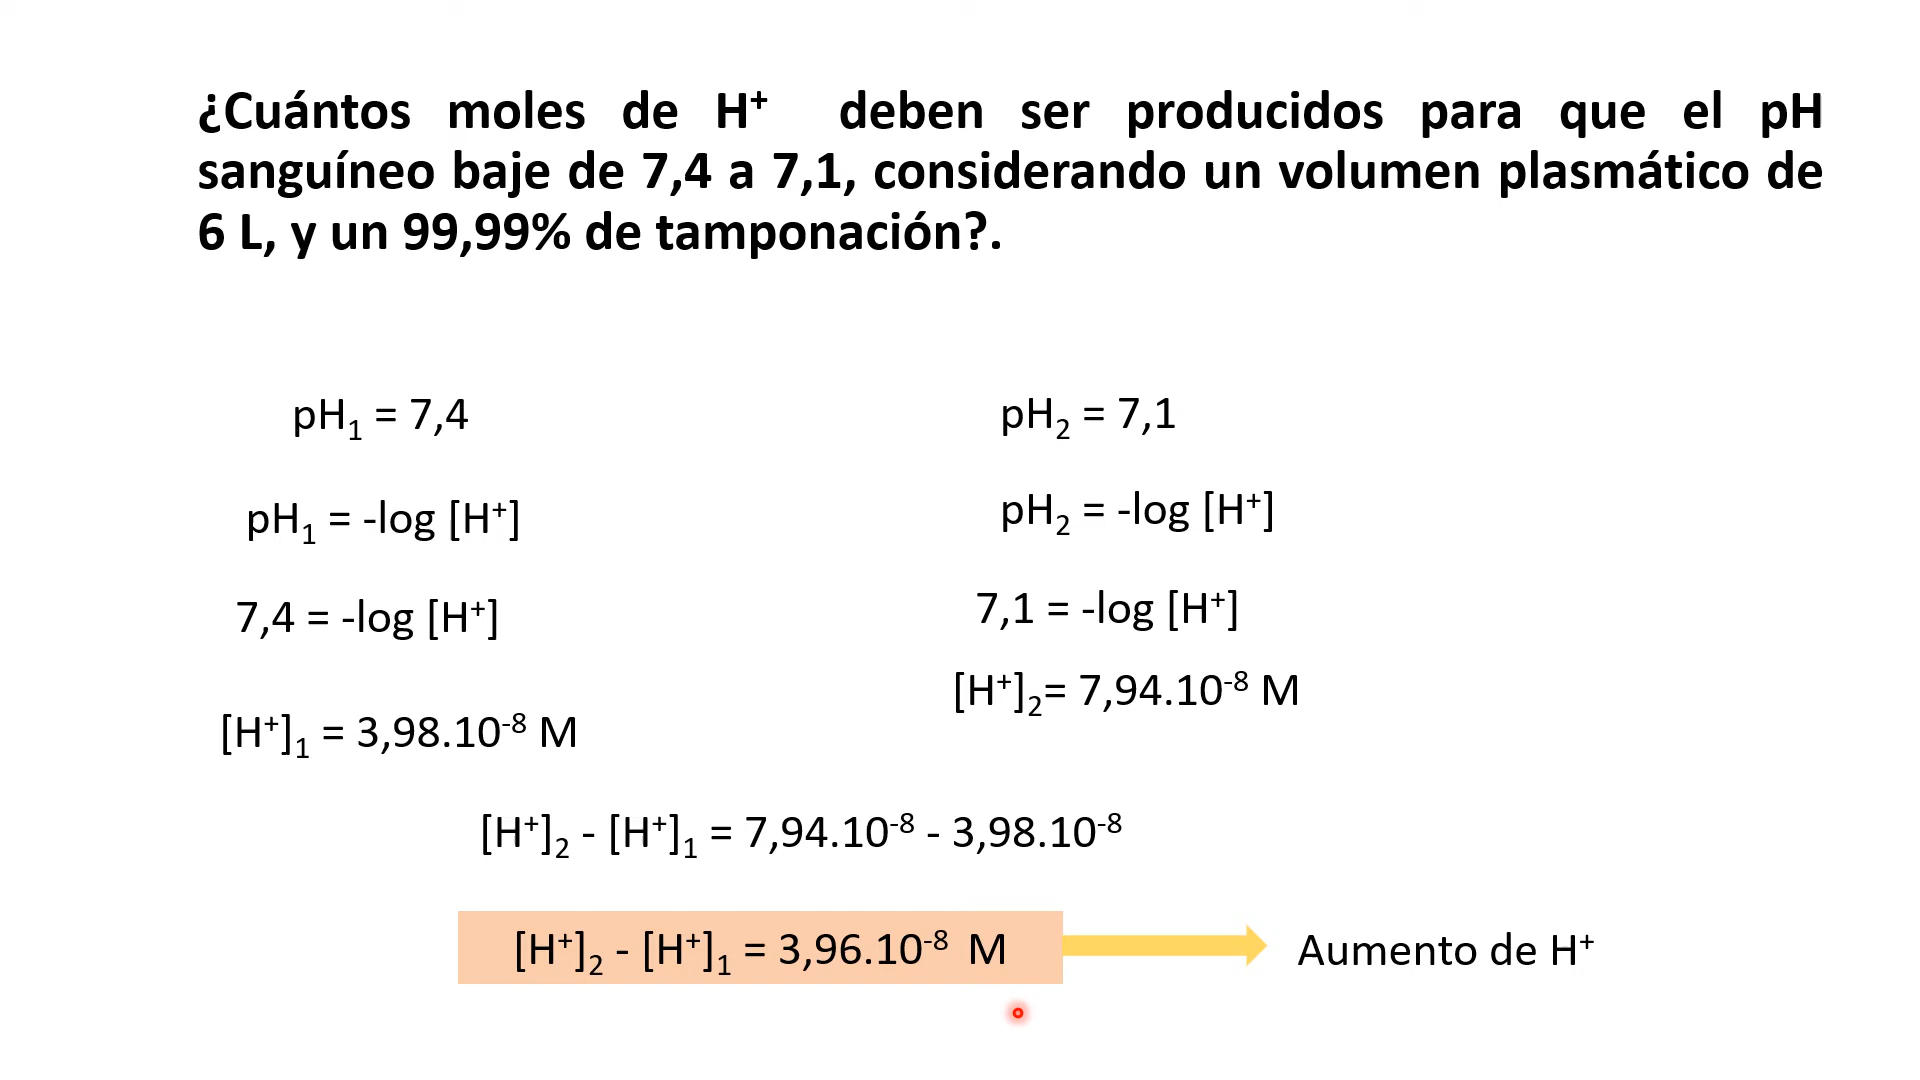 ¿Cuántos moles de H⁺ deben ser producidos para que el pH
sanguíneo baje de 7,4 a 7,1, considerando un volumen plasmático de
6 L, y un 99,99% de tamponación?.
pH₁ = 7,4
pH₂ = 7,1
pH₁ = -log [H⁺]
pH₂ = -log [H⁺]
7,4 = -log [H⁺]
7,1 = -log [H⁺]
[H⁺]₁ = 3,98.10⁻⁸ M
[H⁺]₂= 7,94.10⁻⁸ M
[H⁺]₂ - [H⁺]₁ = 7,94.10⁻⁸ - 3,98.10⁻⁸
[H⁺]₂ - [H⁺]₁ = 3,96.10⁻⁸ M
Aumento de H⁺